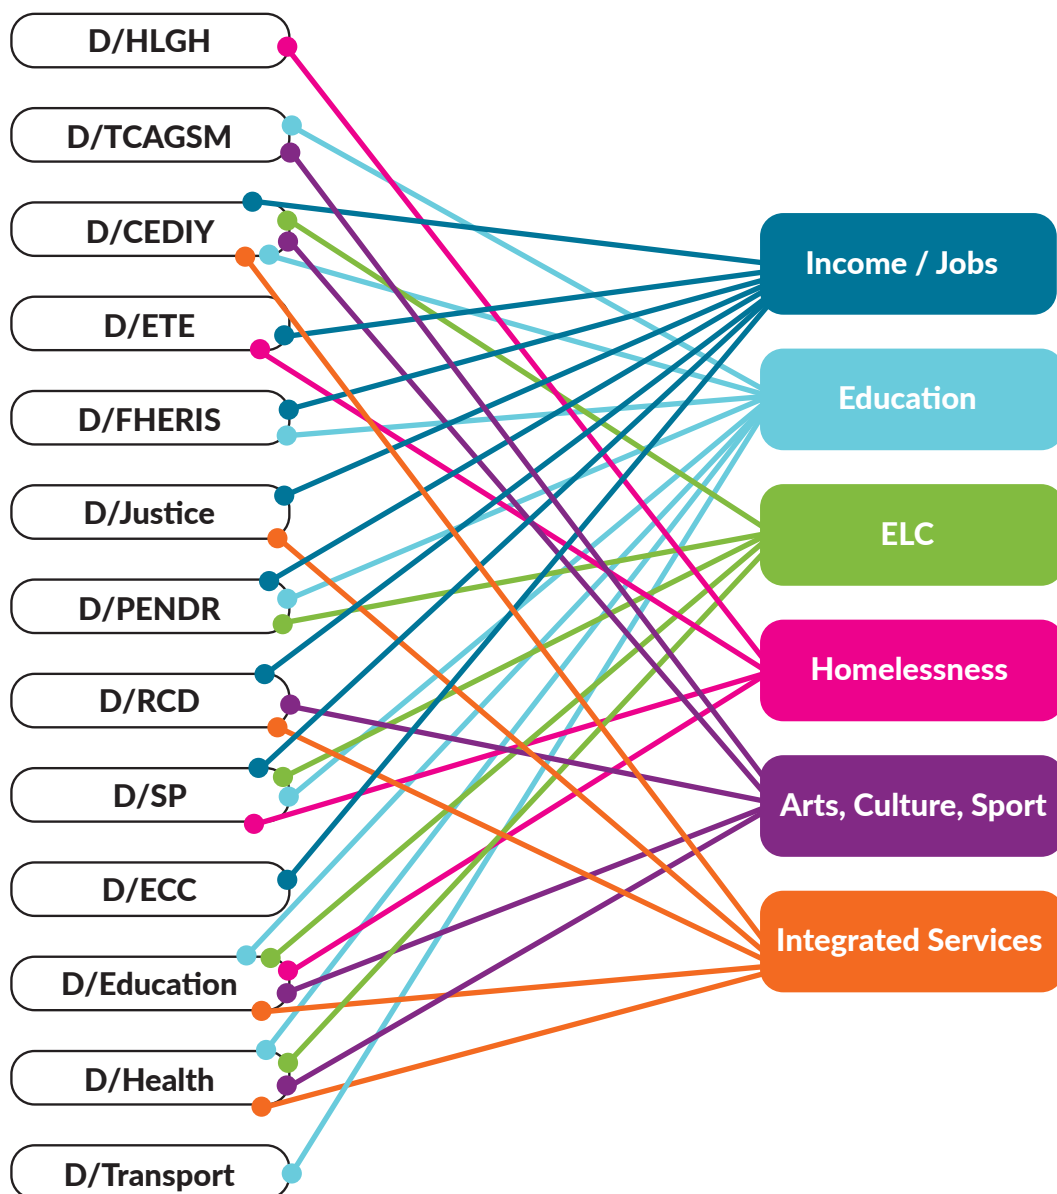 D/HLGH
D/TCAGSM
D/CEDIY
D/ETE
D/FHERIS
D/Justice
D/PENDR
D/RCD
D/SP
D/ECC
D/Education
D/Health
D/Transport
Income / Jobs
Education
ELC
Homelessness
Arts, Culture, Sport
Integrated Services